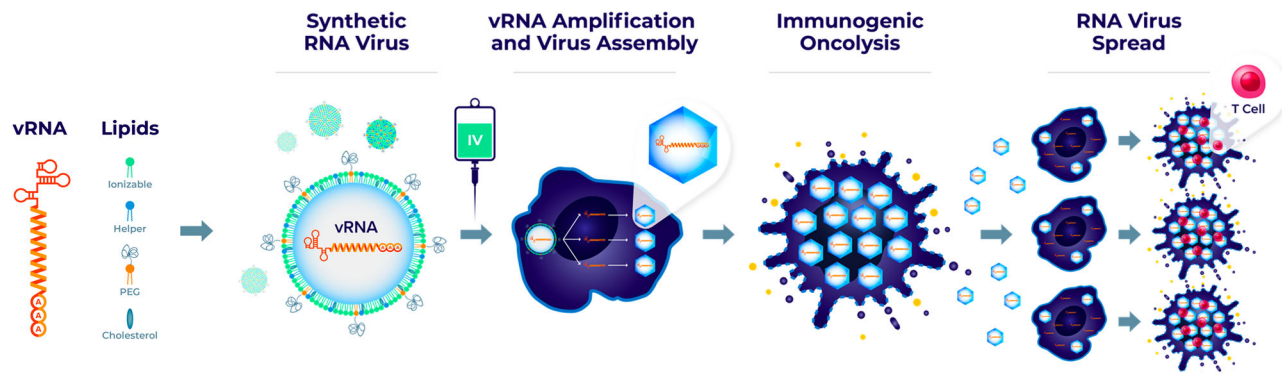 Synthetic
RNA Virus
vRNA Amplification
and Virus Assembly
Immunogenic
Oncolysis
RNA Virus
Spread
vRNA
Lipids
Ionizable
Helper
PEG
Cholesterol
A
A
A
vRNA
IV
T Cell